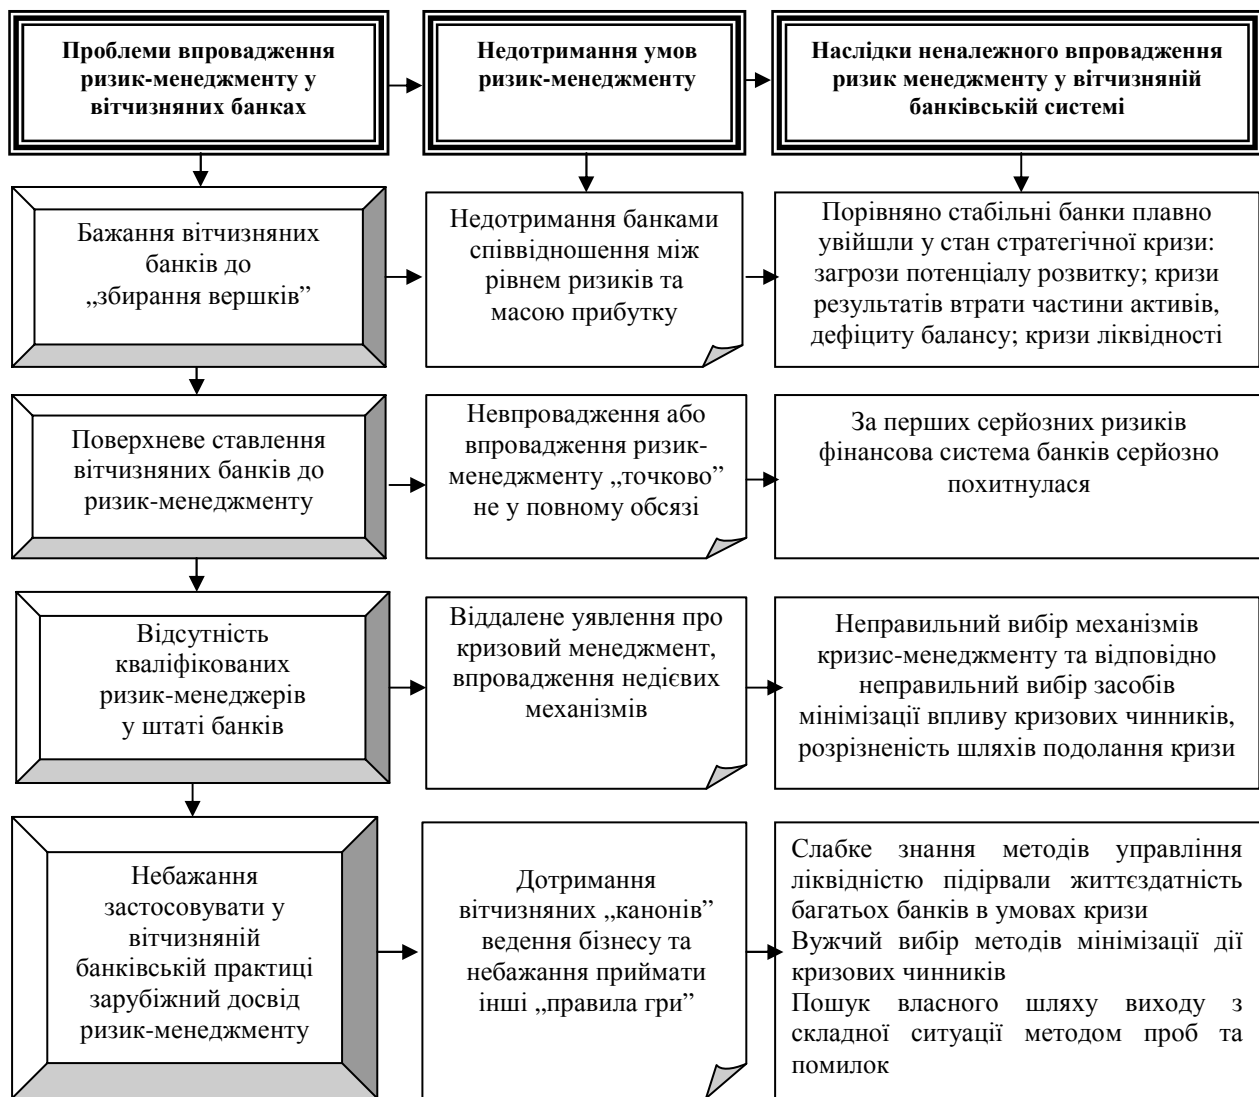 Проблеми впровадження
ризик-менеджменту у
вітчизняних банках
Недотримання умов
ризик-менеджменту
Наслідки неналежного впровадження
ризик менеджменту у вітчизняній
банківській системі
Бажання вітчизняних
банків до
„збирання вершків”
Недотримання банками
співвідношення між
рівнем ризиків та
масою прибутку
Порівняно стабільні банки плавно
увійшли у стан стратегічної кризи:
загрози потенціалу розвитку; кризи
результатів втрати частини активів,
дефіциту балансу; кризи ліквідності
Поверхневе ставлення
вітчизняних банків до
ризик-менеджменту
Невпровадження або
впровадження ризик-
менеджменту „точково”
не у повному обсязі
За перших серйозних ризиків
фінансова система банків серйозно
похитнулася
Відсутність
кваліфікованих
ризик-менеджерів
у штаті банків
Віддалене уявлення про
кризовий менеджмент,
впровадження недієвих
механізмів
Неправильний вибір механізмів
кризис-менеджменту та відповідно
неправильний вибір засобів
мінімізації впливу кризових чинників,
розрізненість шляхів подолання кризи
Небажання
застосовувати у
вітчизняній
банківській практиці
зарубіжний досвід
ризик-менеджменту
Дотримання
вітчизняних „канонів”
ведення бізнесу та
небажання приймати
інші „правила гри”
Слабке знання методів управління
ліквідністю підірвали життєздатність
багатьох банків в умовах кризи
Вужчий вибір методів мінімізації дії
кризових чинників
Пошук власного шляху виходу з
складної ситуації методом проб та
помилок